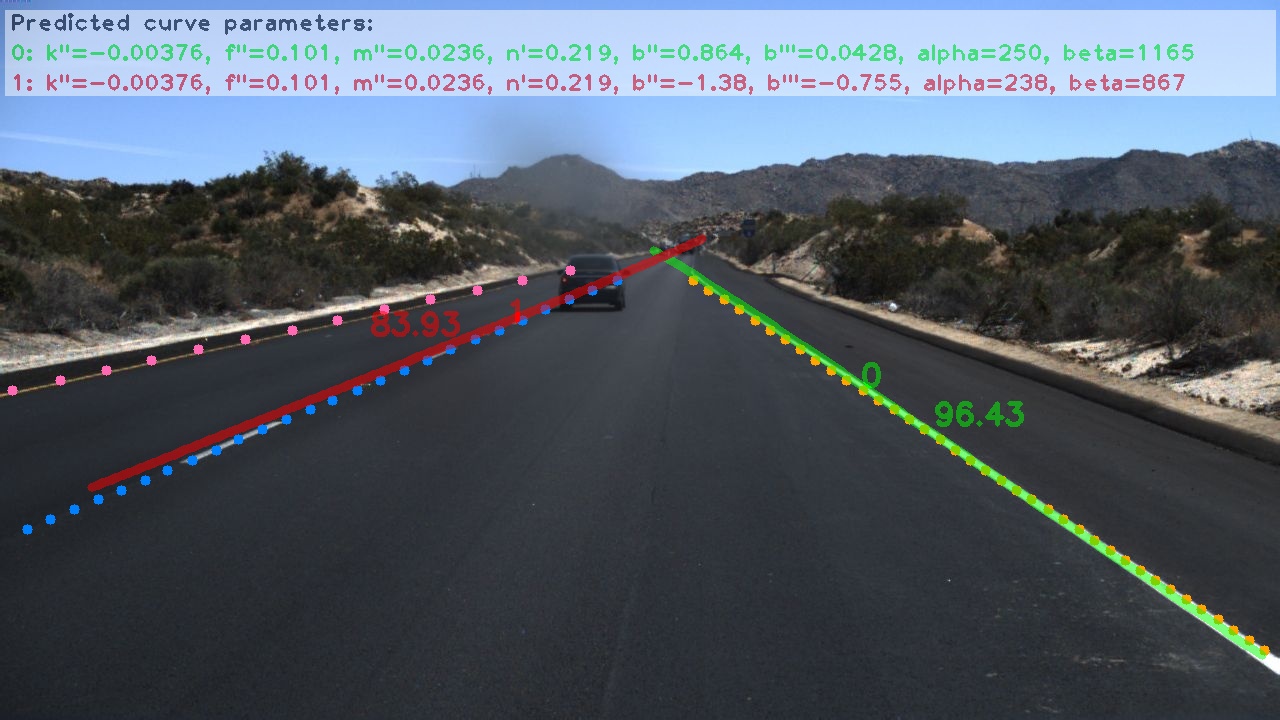 Predicted curve parameters:
0: k"=-0.00376, f"=0.101, m"=0.0236, n'=0.219, b"=0.864, b'"=0.0428, alpha=250, beta=1165
1: k"=-0.00376, f"=0.101, m"=0.0236, n'=0.219, b"=-1.38, b'"=-0.755, alpha=238, beta=867
1
83.93
0
96.43